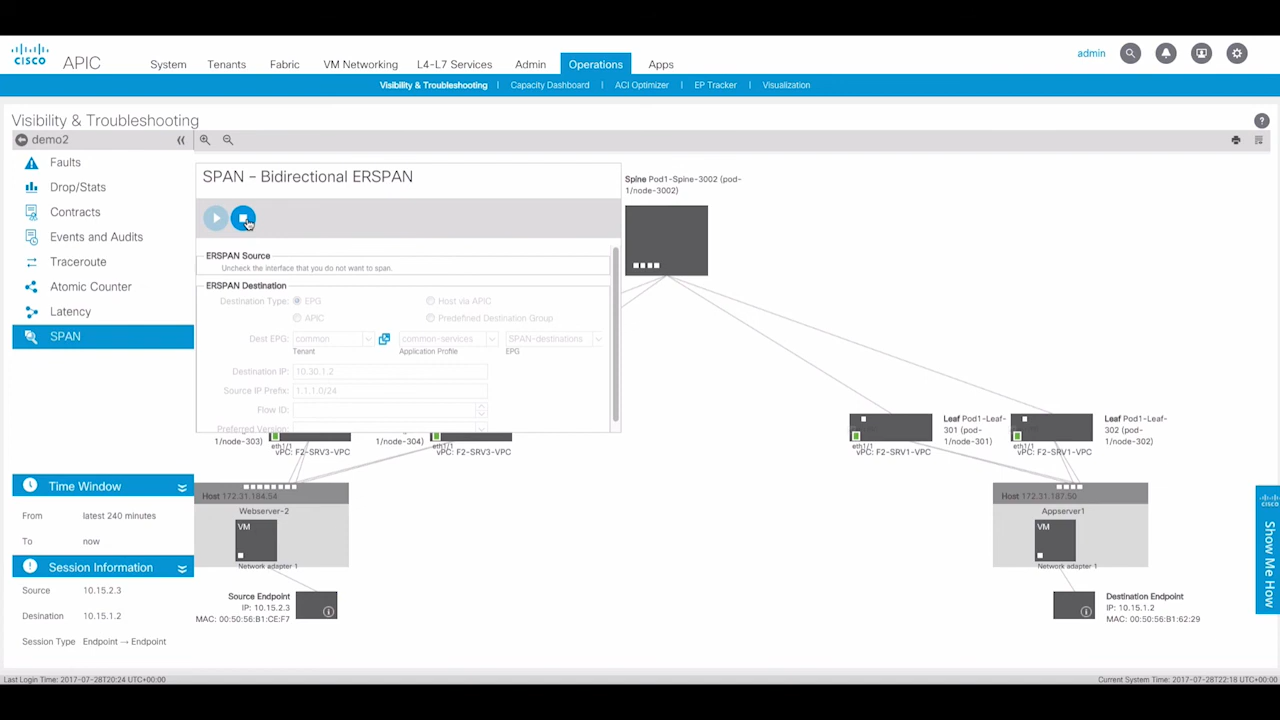 CISCO APIC System Tenants Fabric VM Networking L4-L7 Services Admin Operations Apps admin
Visibility & Troubleshooting | Capacity Dashboard | ACI Optimizer | EP Tracker | Visualization
Visibility & Troubleshooting
demo2
Faults
Drop/Stats
Contracts
Events and Audits
Traceroute
Atomic Counter
Latency
SPAN
SPAN - Bidirectional ERSPAN
ERSPAN Source
Uncheck the interface that you do not want to span.
ERSPAN Destination
Destination Type: EPG Host via APIC
APIC Predefined Destination Group
Dest EPG: common common-services SPAN-destinations
Tenant Application Profile EPG
Destination IP: 10.30.1.2
Source IP Prefix: 1.1.1.0/24
Flow ID:
Preferred Version:
Spine Pod1-Spine-3002 (pod-
1/node-3002)
1/node-303)
eth1/1
vPC: F2-SRV3-VPC
1/node-304)
eth1/1
vPC: F2-SRV3-VPC
eth1/1
vPC: F2-SRV1-VPC
Leaf Pod1-Leaf-
301 (pod-
1/node-301)
eth1/1
vPC: F2-SRV1-VPC
Leaf Pod1-Leaf-
302 (pod-
1/node-302)
Host 172.31.184.54
Webserver-2
VM
Network adapter 1
Source Endpoint
IP: 10.15.2.3
MAC: 00:50:56:B1:CE:F7
Host 172.31.187.50
Appserver1
VM
Network adapter 1
Destination Endpoint
IP: 10.15.1.2
MAC: 00:50:56:B1:62:29
Time Window
From latest 240 minutes
To now
Session Information
Source 10.15.2.3
Desination 10.15.1.2
Session Type Endpoint → Endpoint
CISCO Show Me How
Last Login Time: 2017-07-28T20:24 UTC+00:00
Current System Time: 2017-07-28T22:18 UTC+00:00